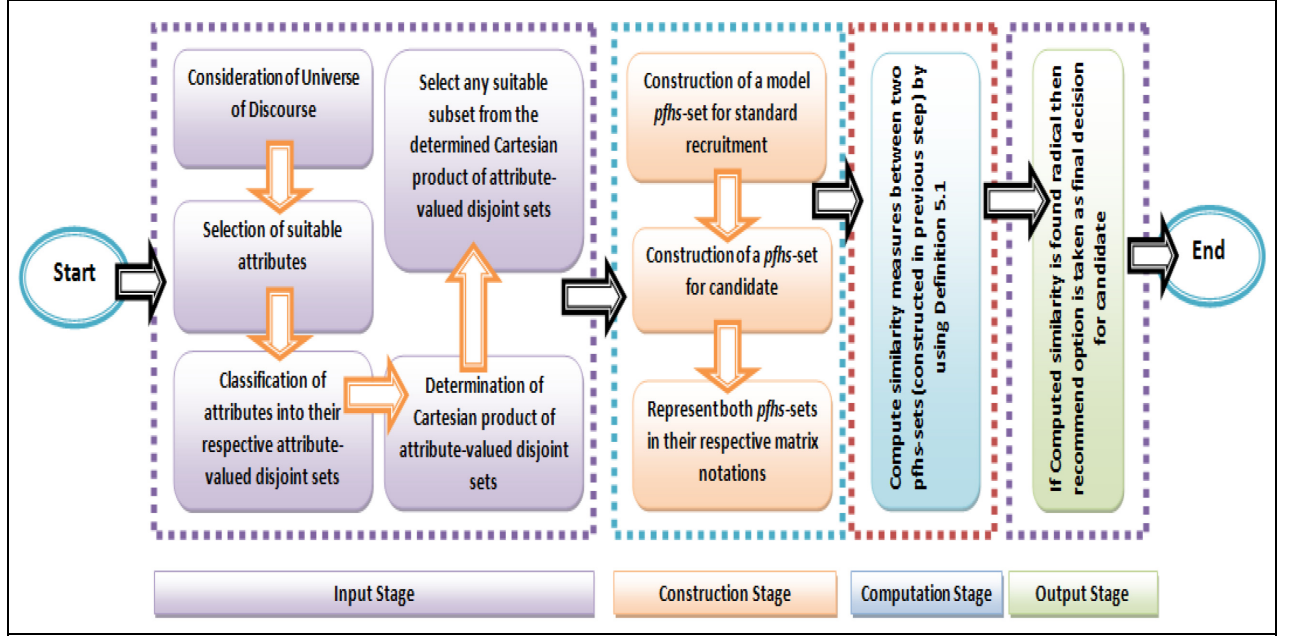 Start
Consideration of Universe
of Discourse
Selection of suitable
attributes
Classification of
attributes into their
respective attribute-
valued disjoint sets
Determination of
Cartesian product of
attribute-valued disjoint
sets
Select any suitable
subset from the
determined Cartesian
product of attribute-
valued disjoint sets
Input Stage
Construction of a model
pfhs-set for standard
recruitment
Construction of a pfhs-set
for candidate
Represent both pfhs-sets
in their respective matrix
notations
Construction Stage
Compute similarity measures between two
pfhs-sets (constructed in previous step) by
using Definition 5.1
Computation Stage
If Computed similarity is found radical then
recommend option is taken as final decision
for candidate
Output Stage
End